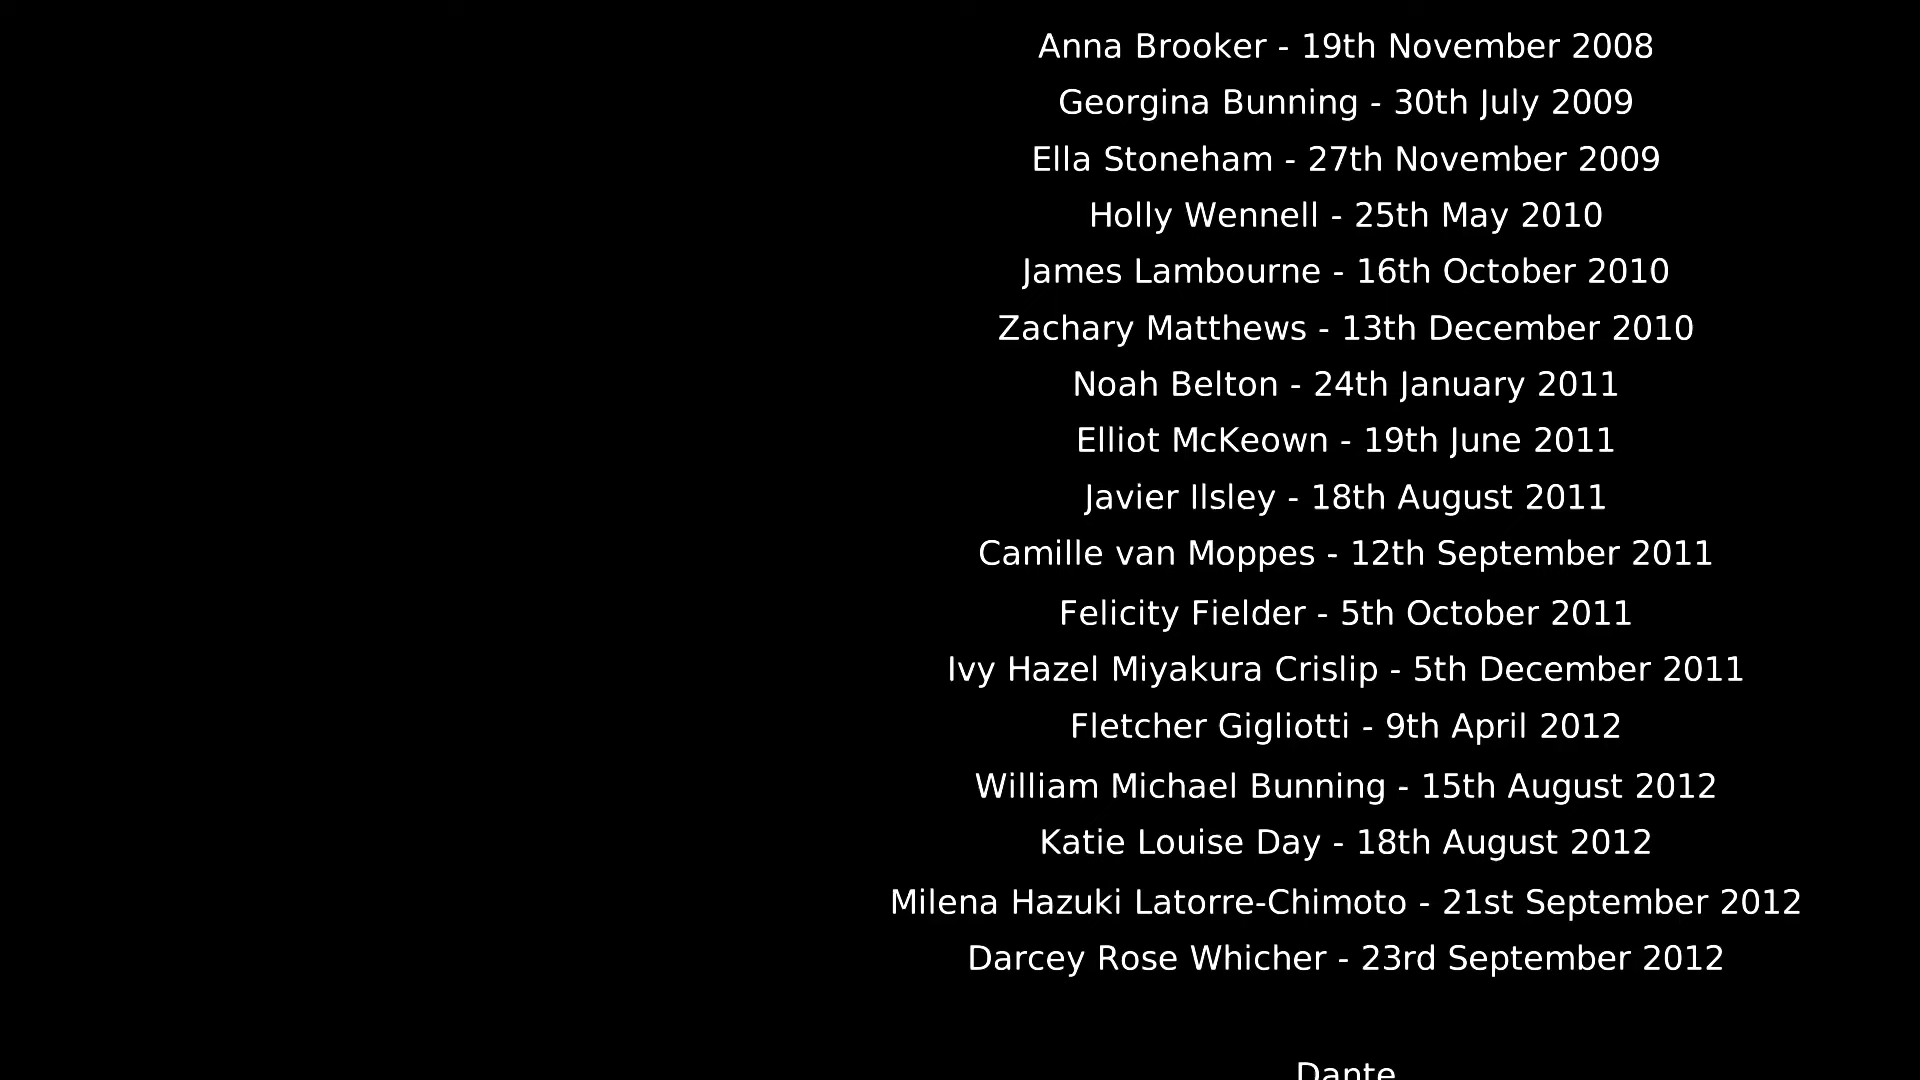 Anna Brooker - 19th November 2008
Georgina Bunning - 30th July 2009
Ella Stoneham - 27th November 2009
Holly Wennell - 25th May 2010
James Lambourne - 16th October 2010
Zachary Matthews - 13th December 2010
Noah Belton - 24th January 2011
Elliot McKeown - 19th June 2011
Javier Ilsley - 18th August 2011
Camille van Moppes - 12th September 2011
Felicity Fielder - 5th October 2011
Ivy Hazel Miyakura Crislip - 5th December 2011
Fletcher Gigliotti - 9th April 2012
William Michael Bunning - 15th August 2012
Katie Louise Day - 18th August 2012
Milena Hazuki Latorre-Chimoto - 21st September 2012
Darcey Rose Whicher - 23rd September 2012
Dante